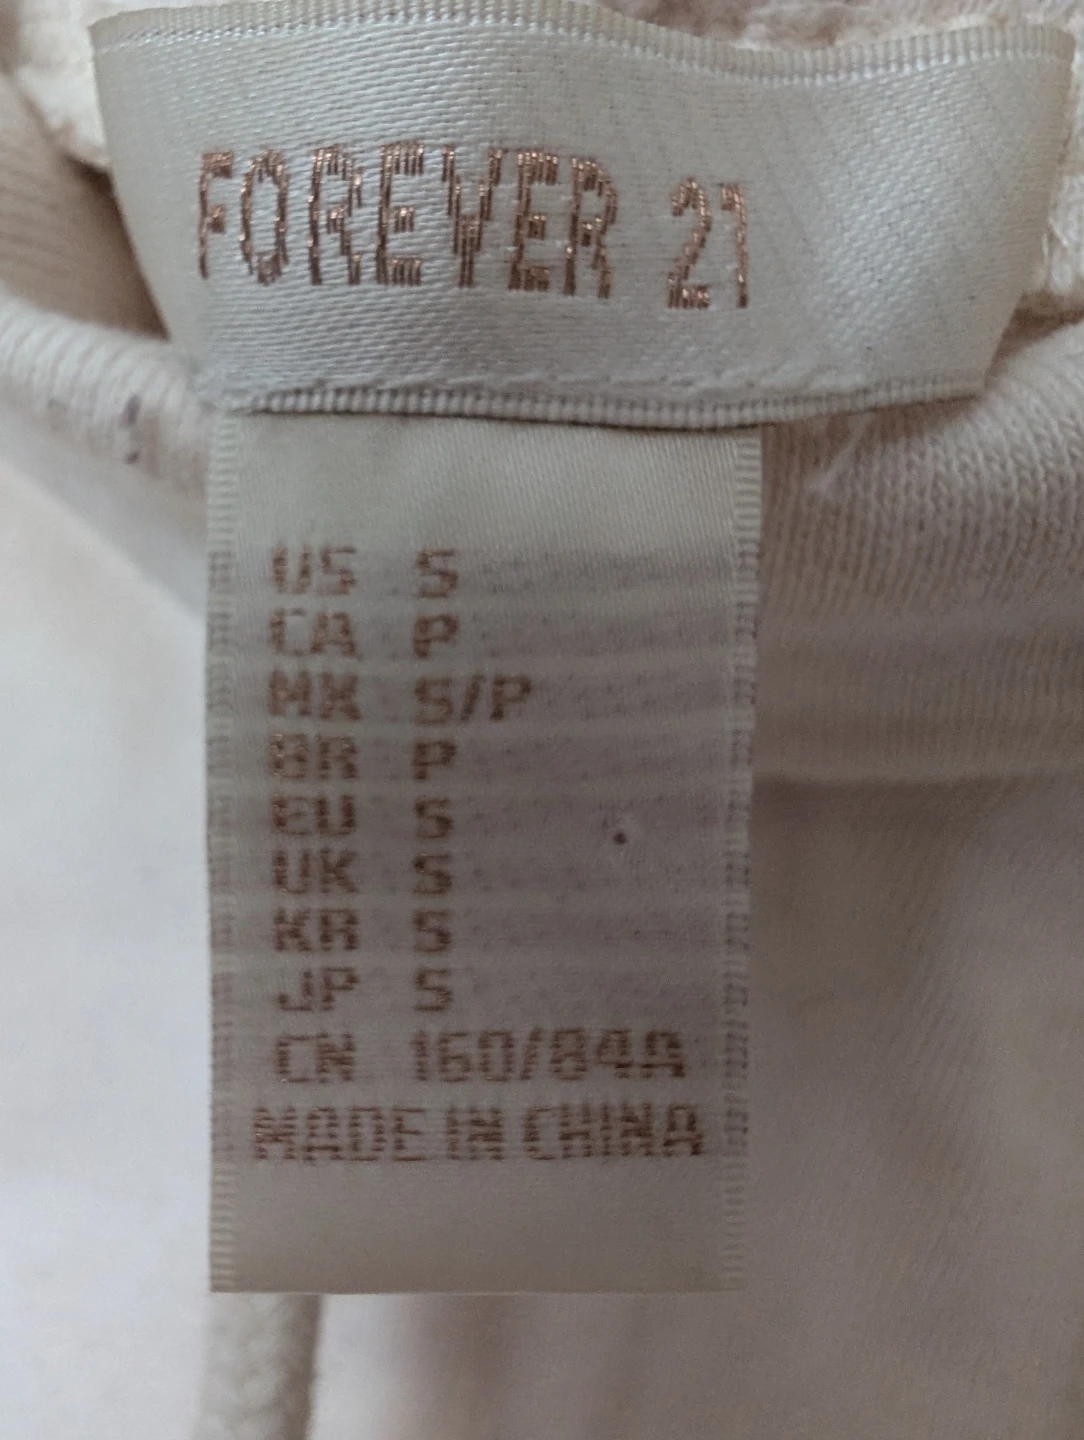 FOREVER 21
US S
CA P
MX S/P
BR P
EU S
UK S
KR S
JP S
CN 160/84A
MADE IN CHINA